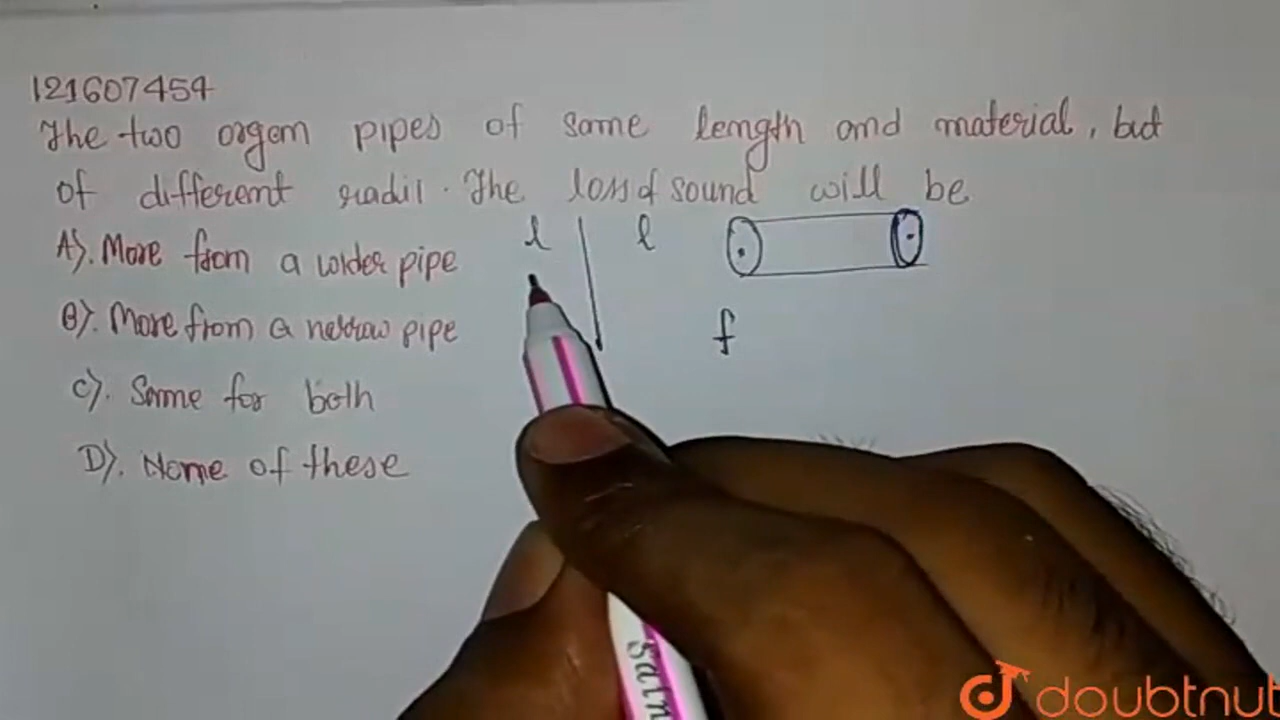 121607454
The two organ pipes of same length and material, but
of different radii. The loss of sound will be
A). More from a wider pipe
l
l
B). More from a narrow pipe
f
C). Same for both
D). None of these
Sain
doubtnut